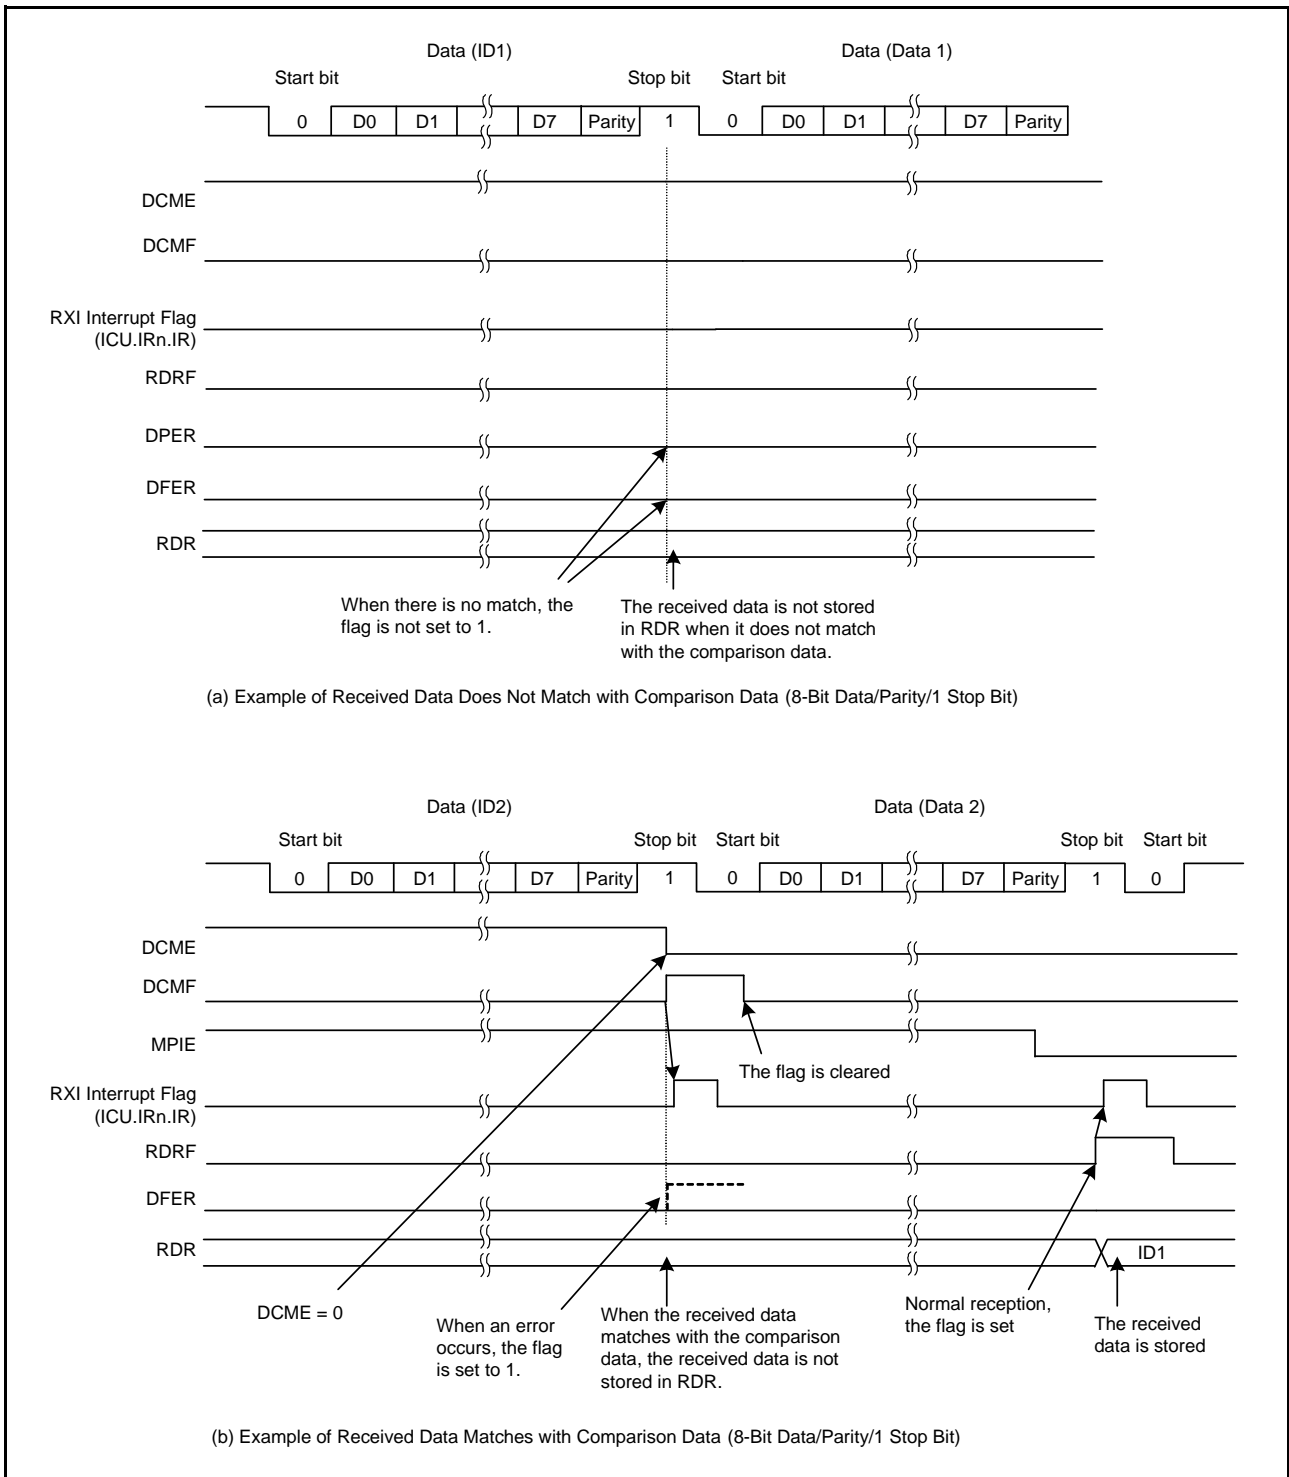 Data (ID1) Data (Data 1)
Start bit Stop bit Start bit
0 D0 D1 D7 Parity 1 0 D0 D1 D7 Parity
DCME
DCMF
RXI Interrupt Flag
(ICU.IRn.IR)
RDRF
DPER
DFER
RDR
When there is no match, the
flag is not set to 1.
The received data is not stored
in RDR when it does not match
with the comparison data.
(a) Example of Received Data Does Not Match with Comparison Data (8-Bit Data/Parity/1 Stop Bit)
Data (ID2) Data (Data 2)
Start bit Stop bit Start bit Stop bit Start bit
0 D0 D1 D7 Parity 1 0 D0 D1 D7 Parity 1 0
DCME
DCMF
MPIE
The flag is cleared
RXI Interrupt Flag
(ICU.IRn.IR)
RDRF
DFER
RDR
ID1
DCME = 0
When an error
occurs, the flag
is set to 1.
When the received data
matches with the comparison
data, the received data is not
stored in RDR.
Normal reception,
the flag is set
The received
data is stored
(b) Example of Received Data Matches with Comparison Data (8-Bit Data/Parity/1 Stop Bit)